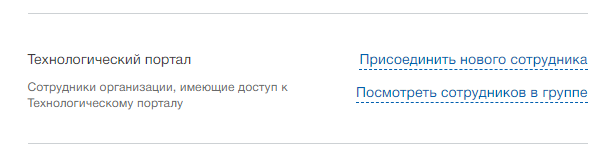 Технологический портал
Присоединить нового сотрудника
Сотрудники организации, имеющие доступ к
Технологическому порталу
Посмотреть сотрудников в группе